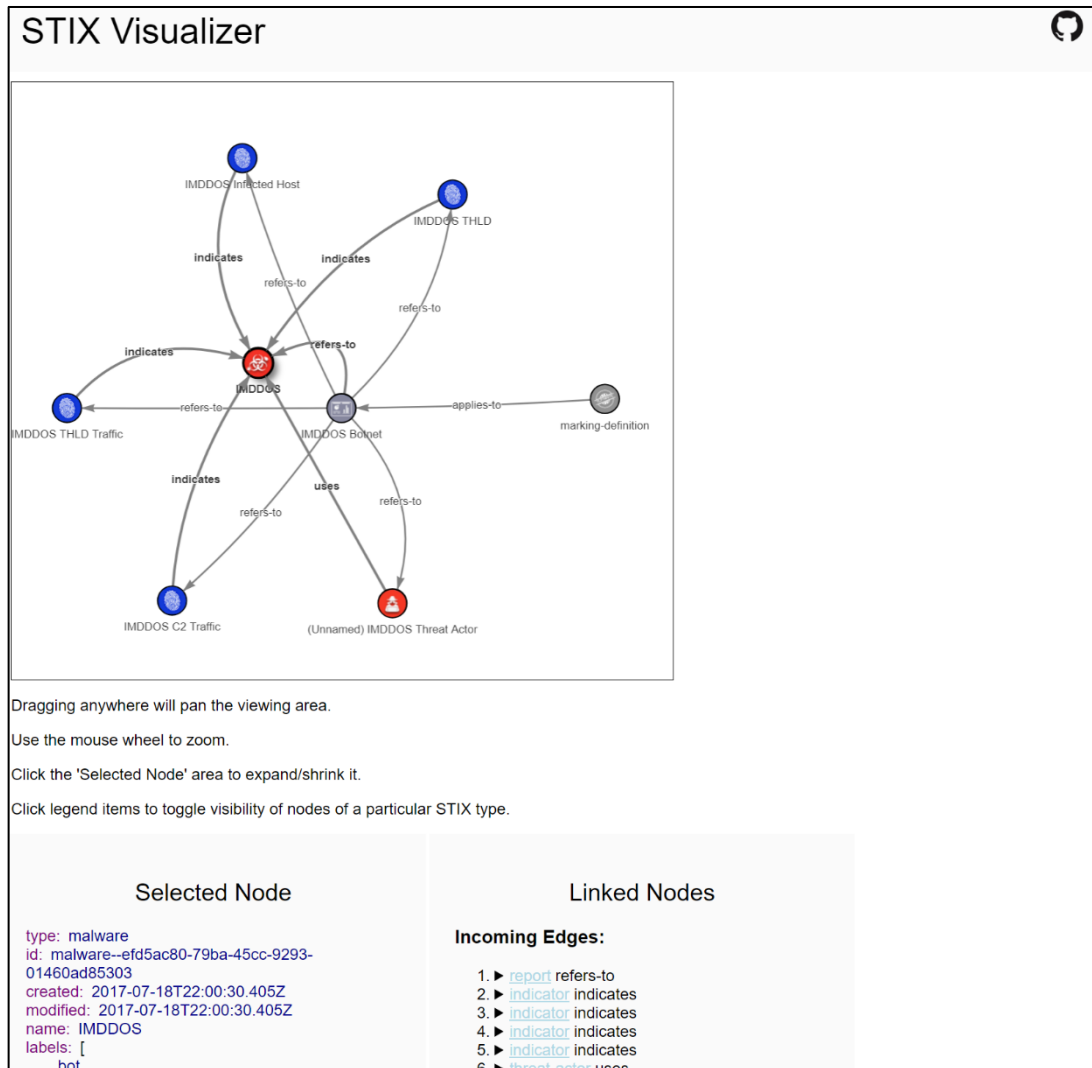 STIX Visualizer
IMDDOS Infected Host
IMDDOS THLD
indicates
indicates
refers-to
refers-to
indicates
refers-to
IMDDOS
refers-to
applies-to
IMDDOS THLD Traffic
IMDDOS Botnet
marking-definition
indicates
uses
refers-to
refers-to
IMDDOS C2 Traffic
(Unnamed) IMDDOS Threat Actor
Dragging anywhere will pan the viewing area.
Use the mouse wheel to zoom.
Click the 'Selected Node' area to expand/shrink it.
Click legend items to toggle visibility of nodes of a particular STIX type.
Selected Node
type: malware
id: malware--efd5ac80-79ba-45cc-9293-
01460ad85303
created: 2017-07-18T22:00:30.405Z
modified: 2017-07-18T22:00:30.405Z
name: IMDDOS
labels: [
bot
Linked Nodes
Incoming Edges:
1. ▶ report refers-to
2. ▶ indicator indicates
3. ▶ indicator indicates
4. ▶ indicator indicates
5. ▶ indicator indicates
6. ▶ threat-actor uses